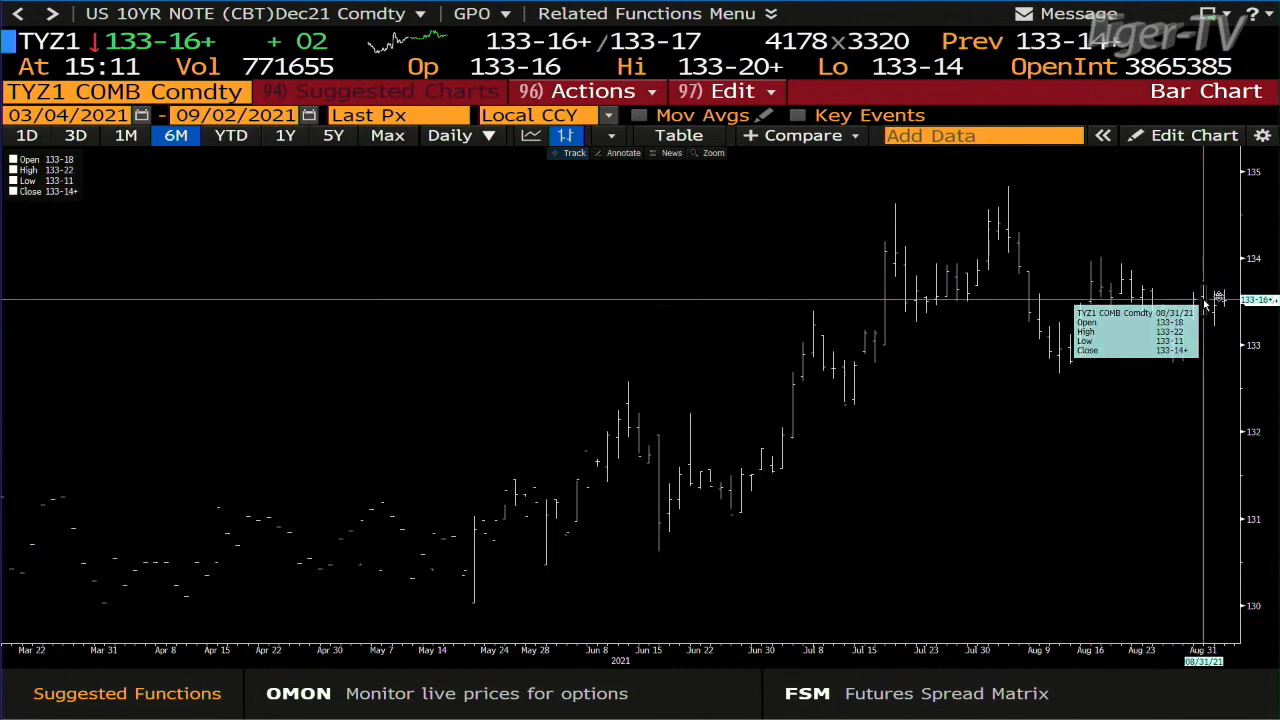 US 10YR NOTE (CBT)Dec21 Comdty GPO Related Functions Menu Message ?
TYZ1 133-16+ + 02 133-16+/133-17 4178x3320 Prev 133-14+
At 15:11 Vol 771655 Op 133-16 Hi 133-20+ Lo 133-14 OpenInt 3865385
TYZ1 COMB Comdty 94) Suggested Charts 96) Actions 97) Edit Bar Chart
03/04/2021 - 09/02/2021 Last Px Local CCY Mov Avgs Key Events
1D 3D 1M 6M YTD 1Y 5Y Max Daily Table + Compare Add Data Edit Chart
Track Annotate News Zoom
Open 133-18
High 133-22
Low 133-11
Close 133-14+
135
134
133-16+
TYZ1 COMB Comdty 08/31/21
Open 133-18
High 133-22
Low 133-11
Close 133-14+
133
132
131
130
Mar 22 Mar 31 Apr 8 Apr 15 Apr 22 Apr 30 May 7 May 14 May 24 May 28 Jun 8 Jun 15 Jun 22 Jun 30 Jul 8 Jul 15 Jul 23 Jul 30 Aug 9 Aug 16 Aug 23 Aug 31
2021
08/31/21
Suggested Functions OMON Monitor live prices for options FSM Futures Spread Matrix